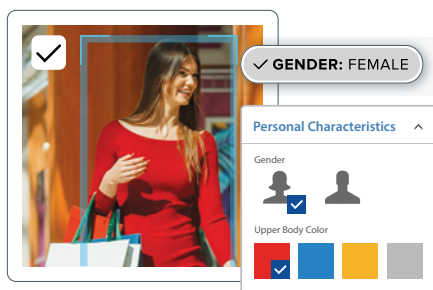 GENDER: FEMALE
Personal Characteristics
Gender
Upper Body Color